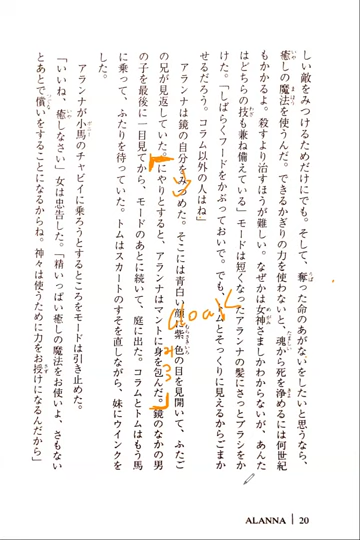 しい敵をみつけるためだけにでも。そして、奪った命のあがないをしたいと思うなら、
癒しの魔法を使うんだ。できるかぎりの力を使わないと、魂から死を浄めるには何世紀
もかかるよ。殺すより治すほうが難しい。なぜかは女神さましかわからないが、あんた
はどちらの技も兼ね備えている」モードは短くなったアランナの髪にさっとブラシをか
けた。「しばらくフードをかぶっておいで。でも、トムとそっくりに見えるからごまか
せるだろう。コラム以外の人はね」
アランナは鏡の自分をみつめた。そこには青白い顔に紫色の目を見開いて、ふたご
の兄が見返していた。にやりとすると、アランナはマントに身を包んだ。鏡のなかの男
の子を最後に一目見てから、モードのあとに続いて、庭に出た。コラムとトムはもう馬
に乗って、ふたりを待っていた。トムはスカートのすそを直しながら、妹にウインクを
した。
アランナが小馬のチャビイに乗ろうとするところをモードは引き止めた。
「いいね、癒しなさい」女は忠告した。「精いっぱい癒しの魔法をお使いよ、さもない
とあとで償いをすることになるからね。神々は使うために力をお授けになるんだから」
cloak
ALANNA | 20